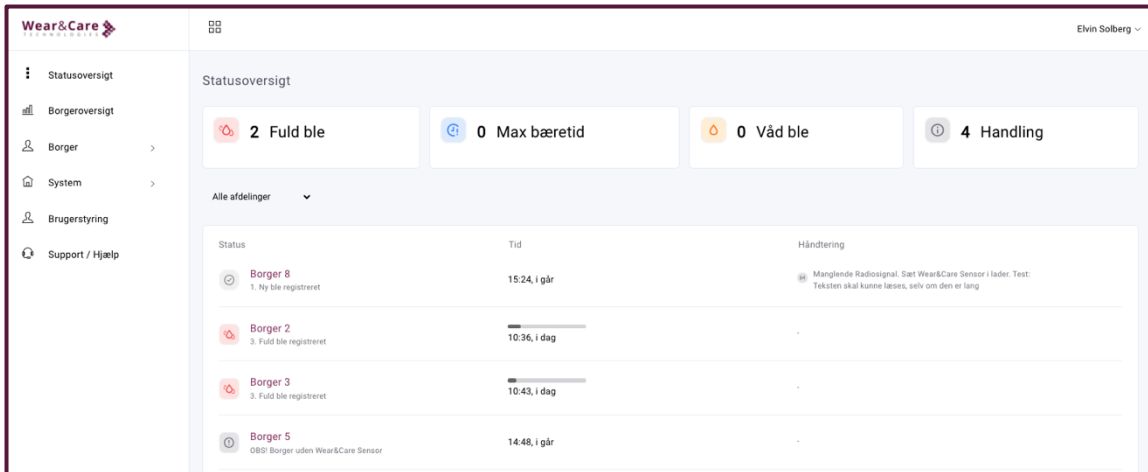 Wear&Care
TECHNOLOGIES
Elvin Solberg
Statusoversigt
Borgeroversigt
Borger
System
Brugerstyring
Support / Hjælp
Statusoversigt
2 Fuld ble
0 Max bæretid
0 Våd ble
4 Handling
Alle afdelinger
Status
Tid
Håndtering
Borger 8
1. Ny ble registreret
15:24, i går
Manglende Radiosignal. Sæt Wear&Care Sensor i lader. Test:
Teksten skal kunne læses, selv om den er lang
Borger 2
3. Fuld ble registreret
10:36, i dag
-
Borger 3
3. Fuld ble registreret
10:43, i dag
-
Borger 5
OBS! Borger uden Wear&Care Sensor
14:48, i går
-